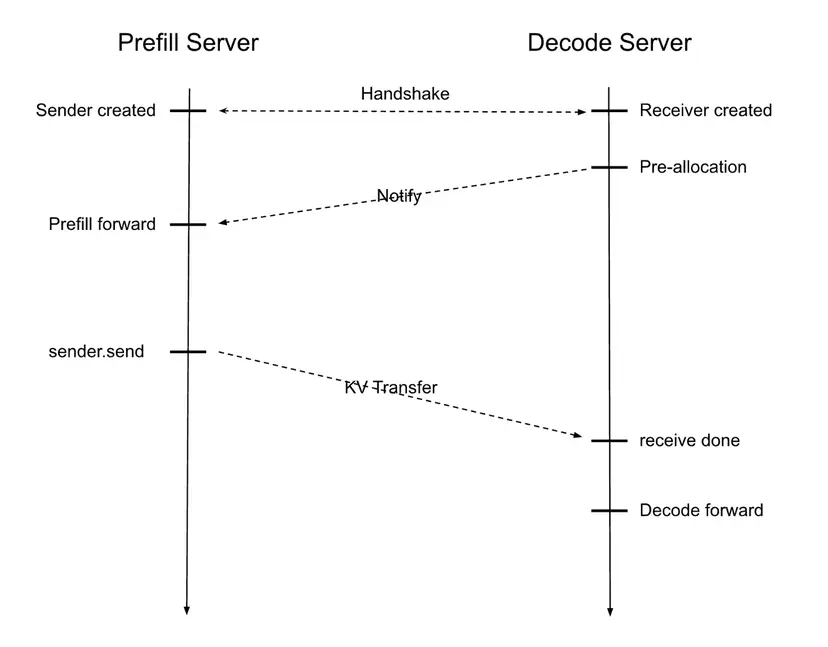 Prefill Server
Decode Server
Handshake
Sender created
Receiver created
Pre-allocation
Notify
Prefill forward
sender.send
KV Transfer
receive done
Decode forward